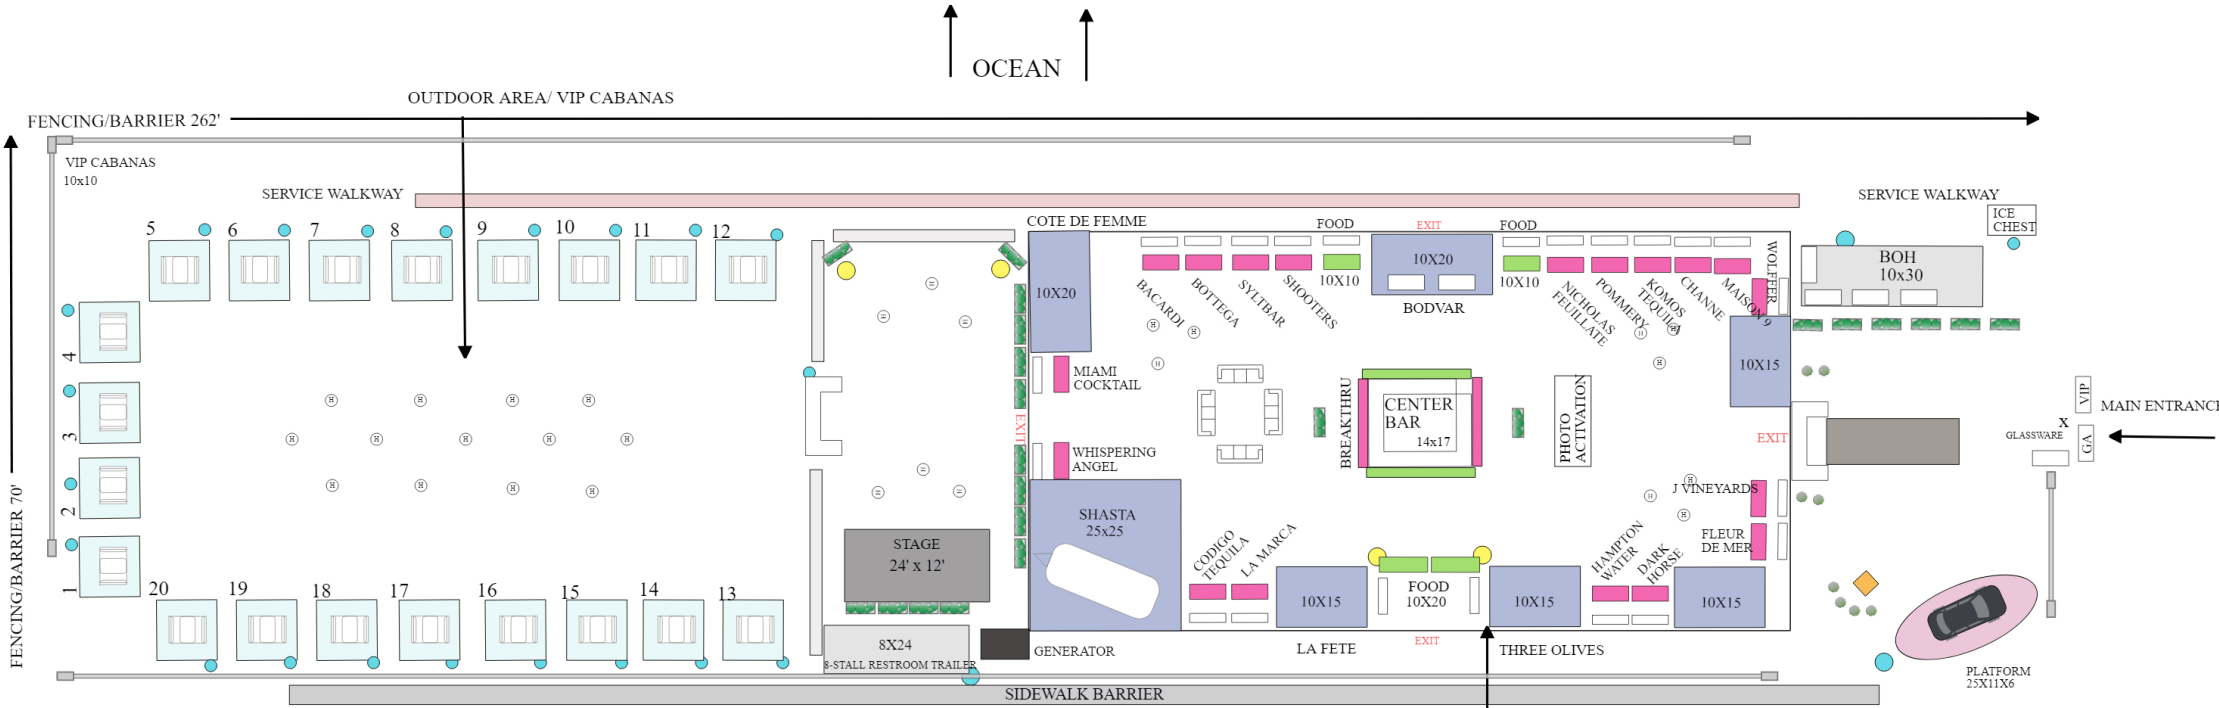 OCEAN
OUTDOOR AREA/ VIP CABANAS
FENCING/BARRIER 262'
VIP CABANAS
10x10
SERVICE WALKWAY
SERVICE WALKWAY
ICE
CHEST
5
6
7
8
9
10
11
12
COTE DE FEMME
FOOD
EXIT
FOOD
10X20
10X20
BODVAR
10X10
10X10
BACARDI
BOTTEGA
SYLTBAR
SHOOTERS
NICHOLAS
FEUILLATE
POMMERY
KOMOS
TEQUILA
CHANNE
MAISON 9
WOLFFER
BOH
10x30
4
3
2
1
MIAMI
COCKTAIL
EXIT
WHISPERING
ANGEL
BREAKTHRU
CENTER
BAR
14x17
PHOTO
ACTIVATION
10X15
EXIT
VIP
MAIN ENTRANCE
X
GLASSWARE
GA
FENCING/BARRIER 70'
SHASTA
25x25
STAGE
24' x 12'
J VINEYARDS
FLEUR
DE MER
CODIGO
TEQUILA
LA MARCA
HAMPTON
WATER
DARK
HORSE
20
19
18
17
16
15
14
13
10X15
FOOD
10X20
10X15
10X15
8X24
8-STALL RESTROOM TRAILER
GENERATOR
LA FETE
EXIT
THREE OLIVES
PLATFORM
25X11X6
SIDEWALK BARRIER